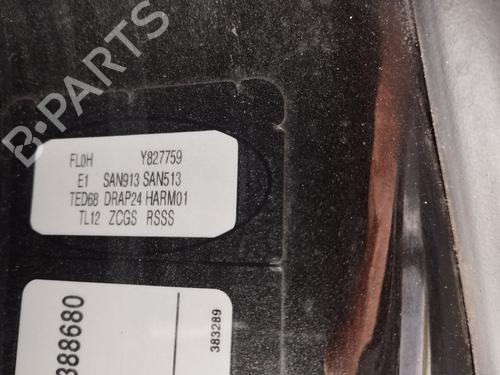 B-PARTS
FL0H Y827759
E1 SAN913 SAN513
TED68 DRAP24 HARM01
TL12 ZCGS RSSS
388680
383289